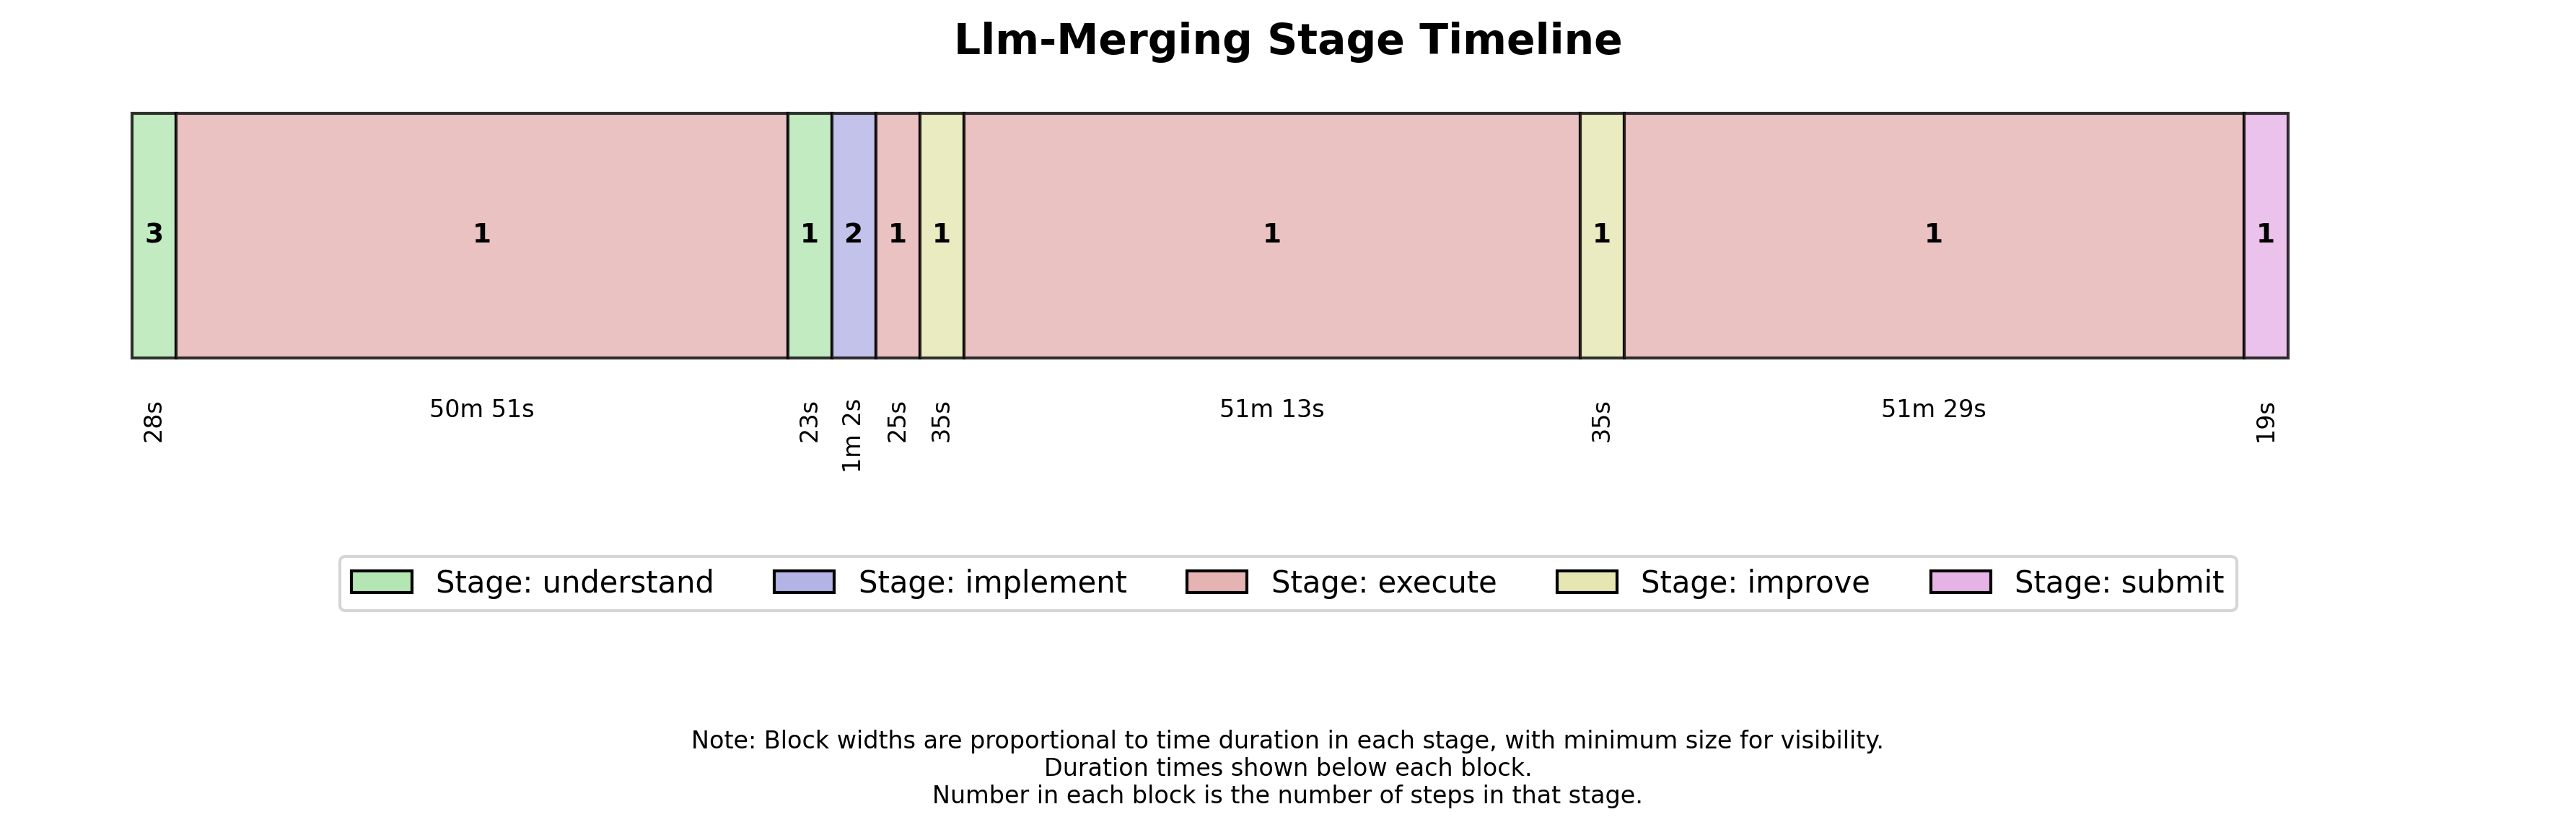 Llm-Merging Stage Timeline
3 1 1 2 1 1 1 1 1 1
28s 50m 51s 23s 1m 2s 25s 35s 51m 13s 35s 51m 29s 19s
Stage: understand Stage: implement Stage: execute Stage: improve Stage: submit
Note: Block widths are proportional to time duration in each stage, with minimum size for visibility.
Duration times shown below each block.
Number in each block is the number of steps in that stage.